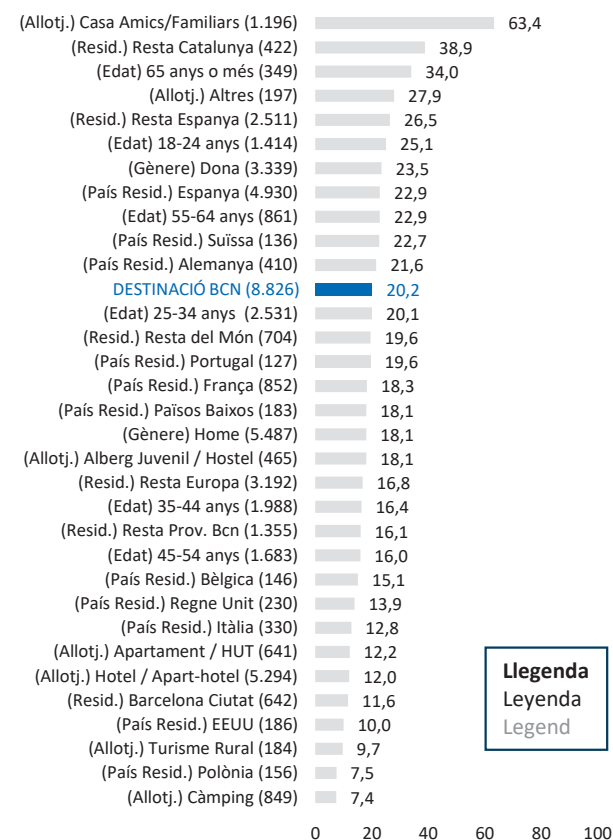 (Allotj.) Casa Amics/Familiars (1.196) 63,4
(Resid.) Resta Catalunya (422) 38,9
(Edat) 65 anys o més (349) 34,0
(Allotj.) Altres (197) 27,9
(Resid.) Resta Espanya (2.511) 26,5
(Edat) 18-24 anys (1.414) 25,1
(Gènere) Dona (3.339) 23,5
(País Resid.) Espanya (4.930) 22,9
(Edat) 55-64 anys (861) 22,9
(País Resid.) Suïssa (136) 22,7
(País Resid.) Alemanya (410) 21,6
DESTINACIÓ BCN (8.826) 20,2
(Edat) 25-34 anys (2.531) 20,1
(Resid.) Resta del Món (704) 19,6
(País Resid.) Portugal (127) 19,6
(País Resid.) França (852) 18,3
(País Resid.) Països Baixos (183) 18,1
(Gènere) Home (5.487) 18,1
(Allotj.) Alberg Juvenil / Hostel (465) 18,1
(Resid.) Resta Europa (3.192) 16,8
(Edat) 35-44 anys (1.988) 16,4
(Resid.) Resta Prov. Bcn (1.355) 16,1
(Edat) 45-54 anys (1.683) 16,0
(País Resid.) Bèlgica (146) 15,1
(País Resid.) Regne Unit (230) 13,9
(País Resid.) Itàlia (330) 12,8
(Allotj.) Apartament / HUT (641) 12,2
(Allotj.) Hotel / Apart-hotel (5.294) 12,0
(Resid.) Barcelona Ciutat (642) 11,6
(País Resid.) EEUU (186) 10,0
(Allotj.) Turisme Rural (184) 9,7
(País Resid.) Polònia (156) 7,5
(Allotj.) Càmping (849) 7,4
0 20 40 60 80 100
Llegenda
Leyenda
Legend